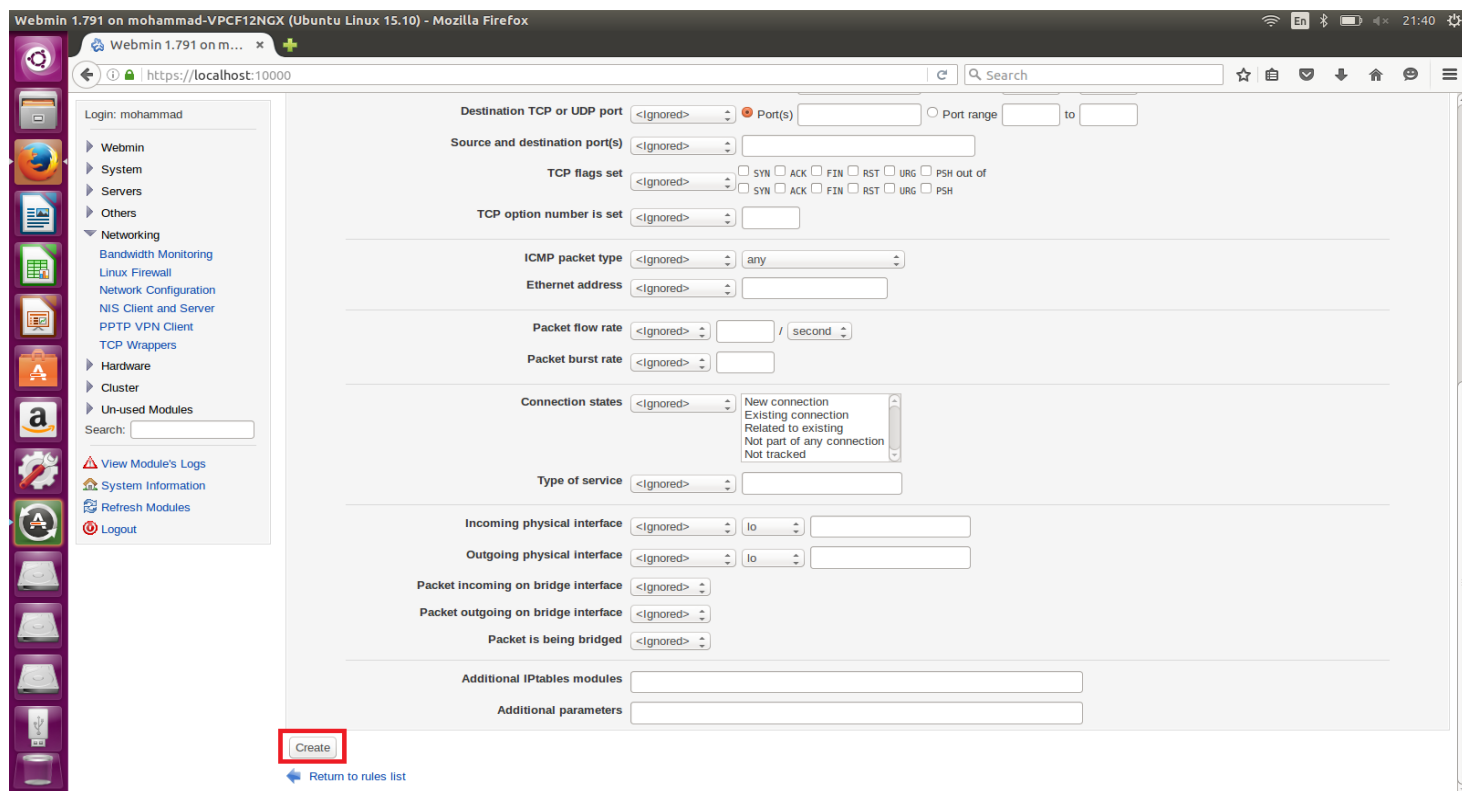 Webmin 1.791 on mohammad-VPCF12NGX (Ubuntu Linux 15.10) - Mozilla Firefox En 21:40
Webmin 1.791 on m... ×
https://localhost:10000 Search
Login: mohammad
Webmin
System
Servers
Others
Networking
Bandwidth Monitoring
Linux Firewall
Network Configuration
NIS Client and Server
PPTP VPN Client
TCP Wrappers
Hardware
Cluster
Un-used Modules
Search:
View Module's Logs
System Information
Refresh Modules
Logout
Destination TCP or UDP port <Ignored> Port(s) Port range to
Source and destination port(s) <Ignored>
TCP flags set <Ignored> SYN ACK FIN RST URG PSH out of
SYN ACK FIN RST URG PSH
TCP option number is set <Ignored>
ICMP packet type <Ignored> any
Ethernet address <Ignored>
Packet flow rate <Ignored> / second
Packet burst rate <Ignored>
Connection states <Ignored> New connection
Existing connection
Related to existing
Not part of any connection
Not tracked
Type of service <Ignored>
Incoming physical interface <Ignored> lo
Outgoing physical interface <Ignored> lo
Packet incoming on bridge interface <Ignored>
Packet outgoing on bridge interface <Ignored>
Packet is being bridged <Ignored>
Additional IPtables modules
Additional parameters
Create
Return to rules list